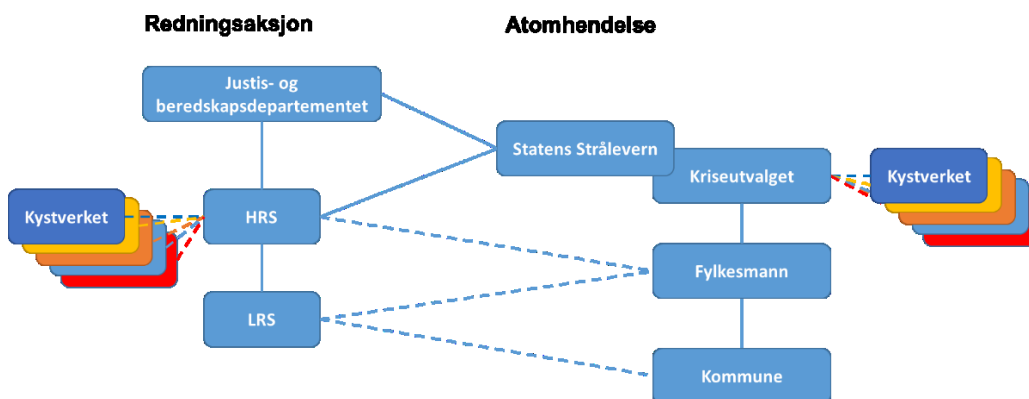 Redningsaksjon
Atomhendelse
Justis- og
beredskapsdepartementet
Statens Strålevern
Kriseutvalget
Kystverket
Kystverket
HRS
Fylkesmann
LRS
Kommune